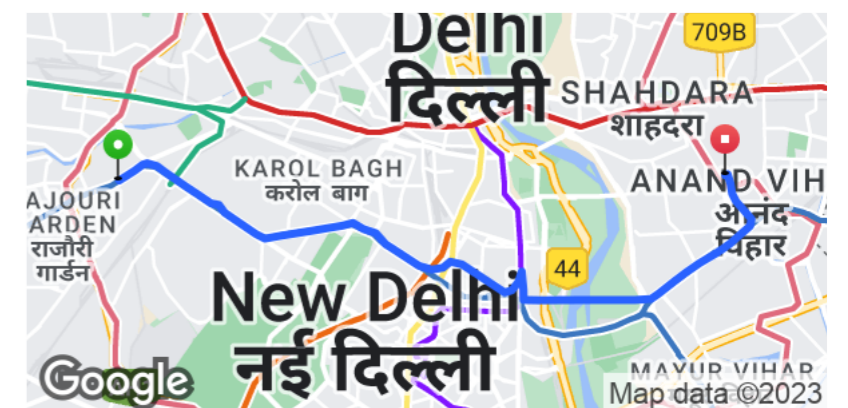 Delhi
दिल्ली
709B
SHAHDARA
शाहदरा
KAROL BAGH
करोल बाग
ANAND VIH
आनंद
विहार
AJOURI
ARDEN
राजौरी
गार्डन
44
New Delhi
नई दिल्ली
MAYUR VIHAR
Google
Map data ©2023